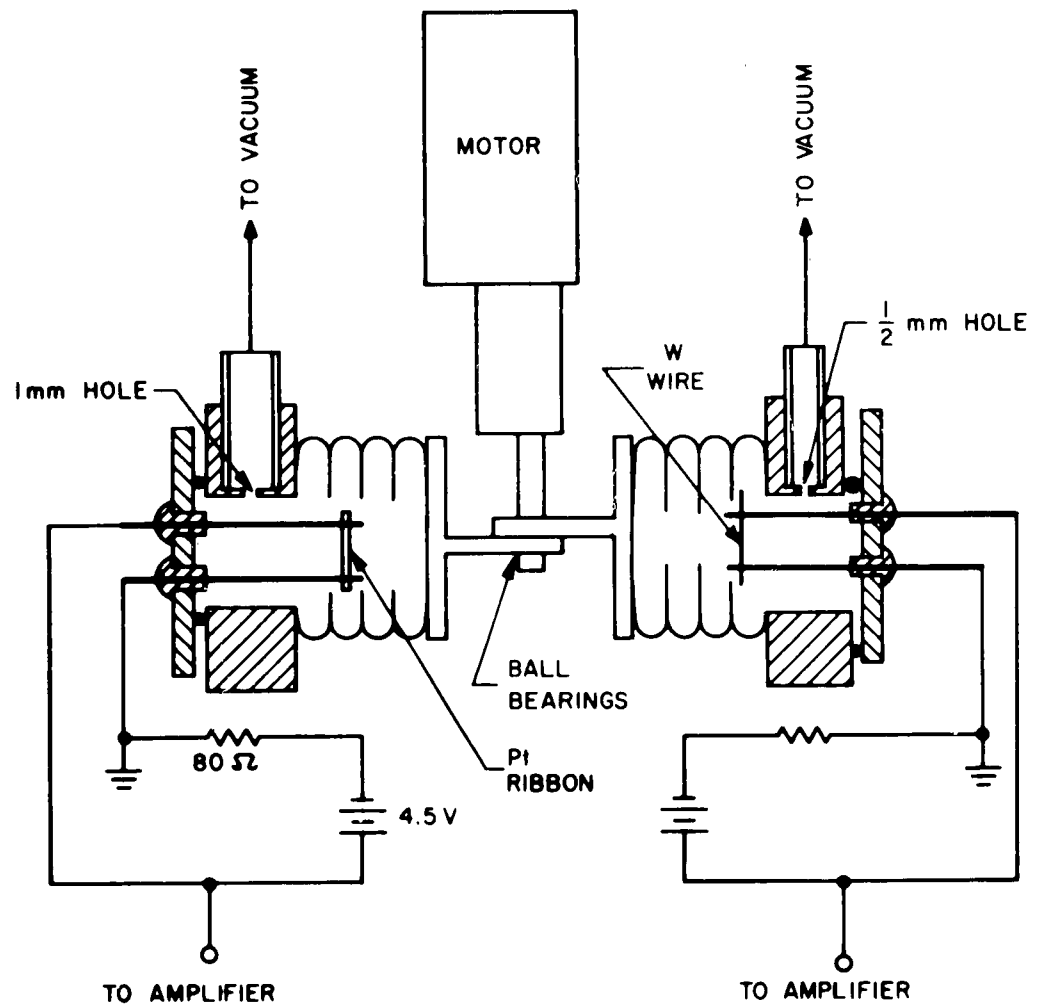 MOTOR
TO VACUUM
TO VACUUM
1mm HOLE
W
WIRE
1/2 mm HOLE
BALL
BEARINGS
Pt
RIBBON
80 Ω
4.5 V
TO AMPLIFIER
TO AMPLIFIER